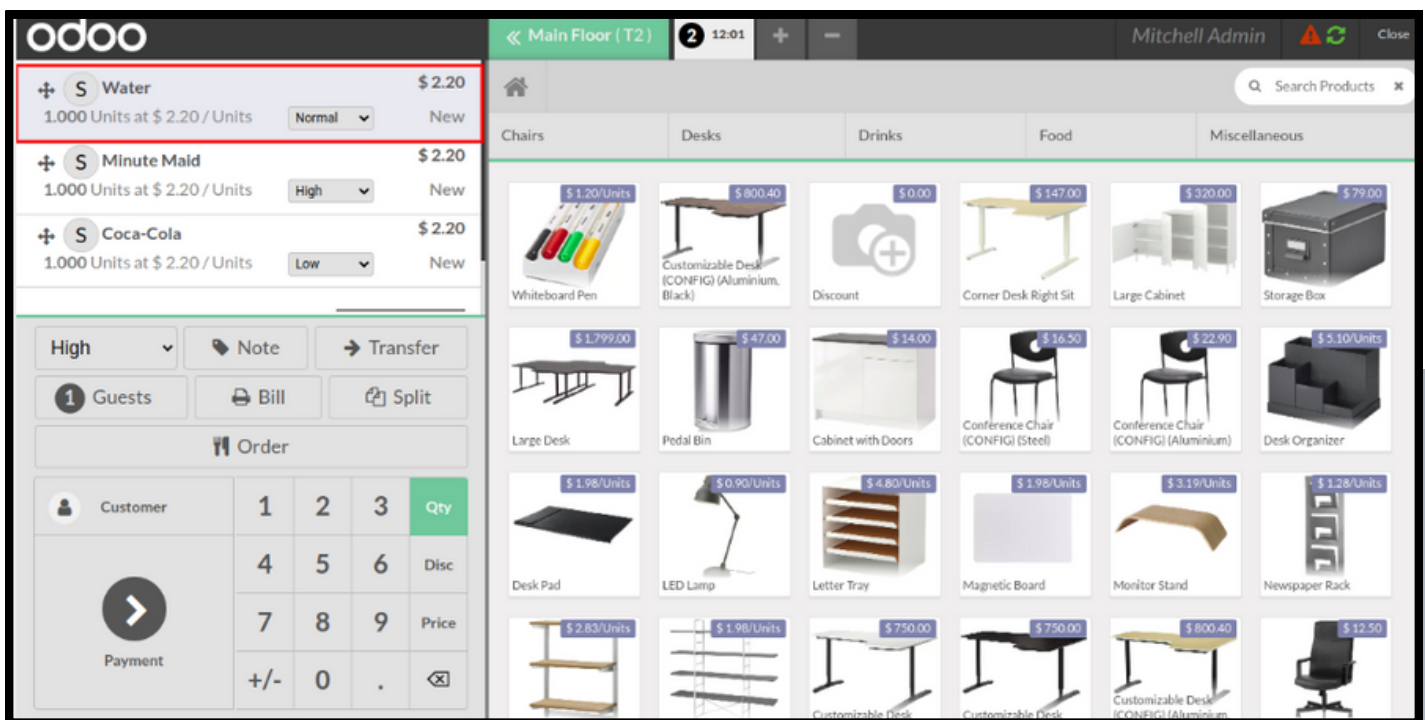 odoo
« Main Floor ( T2 ) 2 12:01 + − Mitchell Admin Close
S Water $ 2.20
1.000 Units at $ 2.20 / Units Normal New
S Minute Maid $ 2.20
1.000 Units at $ 2.20 / Units High New
S Coca-Cola $ 2.20
1.000 Units at $ 2.20 / Units Low New
High Note Transfer
1 Guests Bill Split
Order
Customer 1 2 3 Qty
4 5 6 Disc
7 8 9 Price
Payment
+/- 0 .
Search Products
Chairs Desks Drinks Food Miscellaneous
$ 1.20/Units $ 800.40 $ 0.00 $ 147.00 $ 320.00 $ 79.00
Customizable Desk
(CONFIG) (Aluminium,
Whiteboard Pen Black) Discount Corner Desk Right Sit Large Cabinet Storage Box
$ 1,799.00 $ 47.00 $ 14.00 $ 16.50 $ 22.90 $ 5.10/Units
Conference Chair Conference Chair
Large Desk Pedal Bin Cabinet with Doors (CONFIG) (Steel) (CONFIG) (Aluminium) Desk Organizer
$ 1.98/Units $ 0.90/Units $ 4.80/Units $ 1.98/Units $ 3.19/Units $ 1.28/Units
Desk Pad LED Lamp Letter Tray Magnetic Board Monitor Stand Newspaper Rack
$ 2.83/Units $ 1.98/Units $ 750.00 $ 750.00 $ 800.40 $ 12.50
Customizable Desk
Customizable Desk Customizable Desk (CONFIG) (Aluminium,